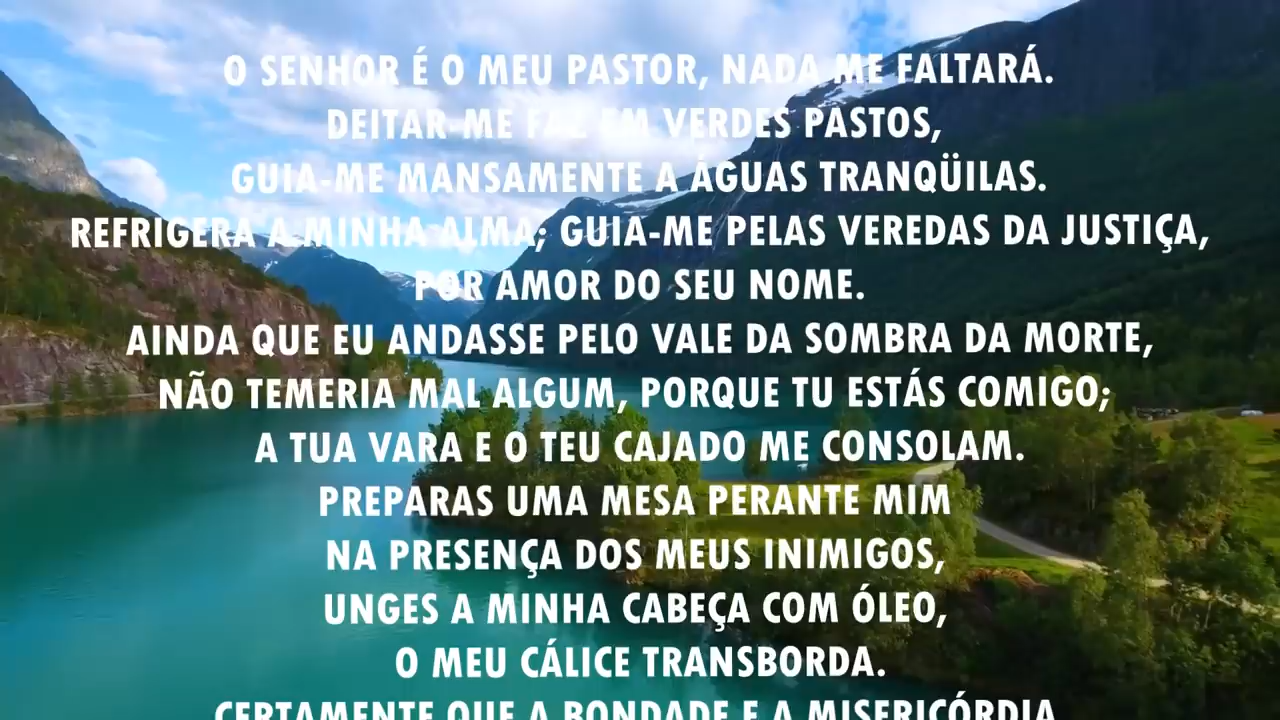 O SENHOR É O MEU PASTOR, NADA ME FALTARÁ.
DEITAR-ME FAZ EM VERDES PASTOS,
GUIA-ME MANSAMENTE A ÁGUAS TRANQÜILAS.
REFRIGERA A MINHA ALMA; GUIA-ME PELAS VEREDAS DA JUSTIÇA,
POR AMOR DO SEU NOME.
AINDA QUE EU ANDASSE PELO VALE DA SOMBRA DA MORTE,
NÃO TEMERIA MAL ALGUM, PORQUE TU ESTÁS COMIGO;
A TUA VARA E O TEU CAJADO ME CONSOLAM.
PREPARAS UMA MESA PERANTE MIM
NA PRESENÇA DOS MEUS INIMIGOS,
UNGES A MINHA CABEÇA COM ÓLEO,
O MEU CÁLICE TRANSBORDA.
CERTAMENTE QUE A BONDADE E A MISERICÓRDIA